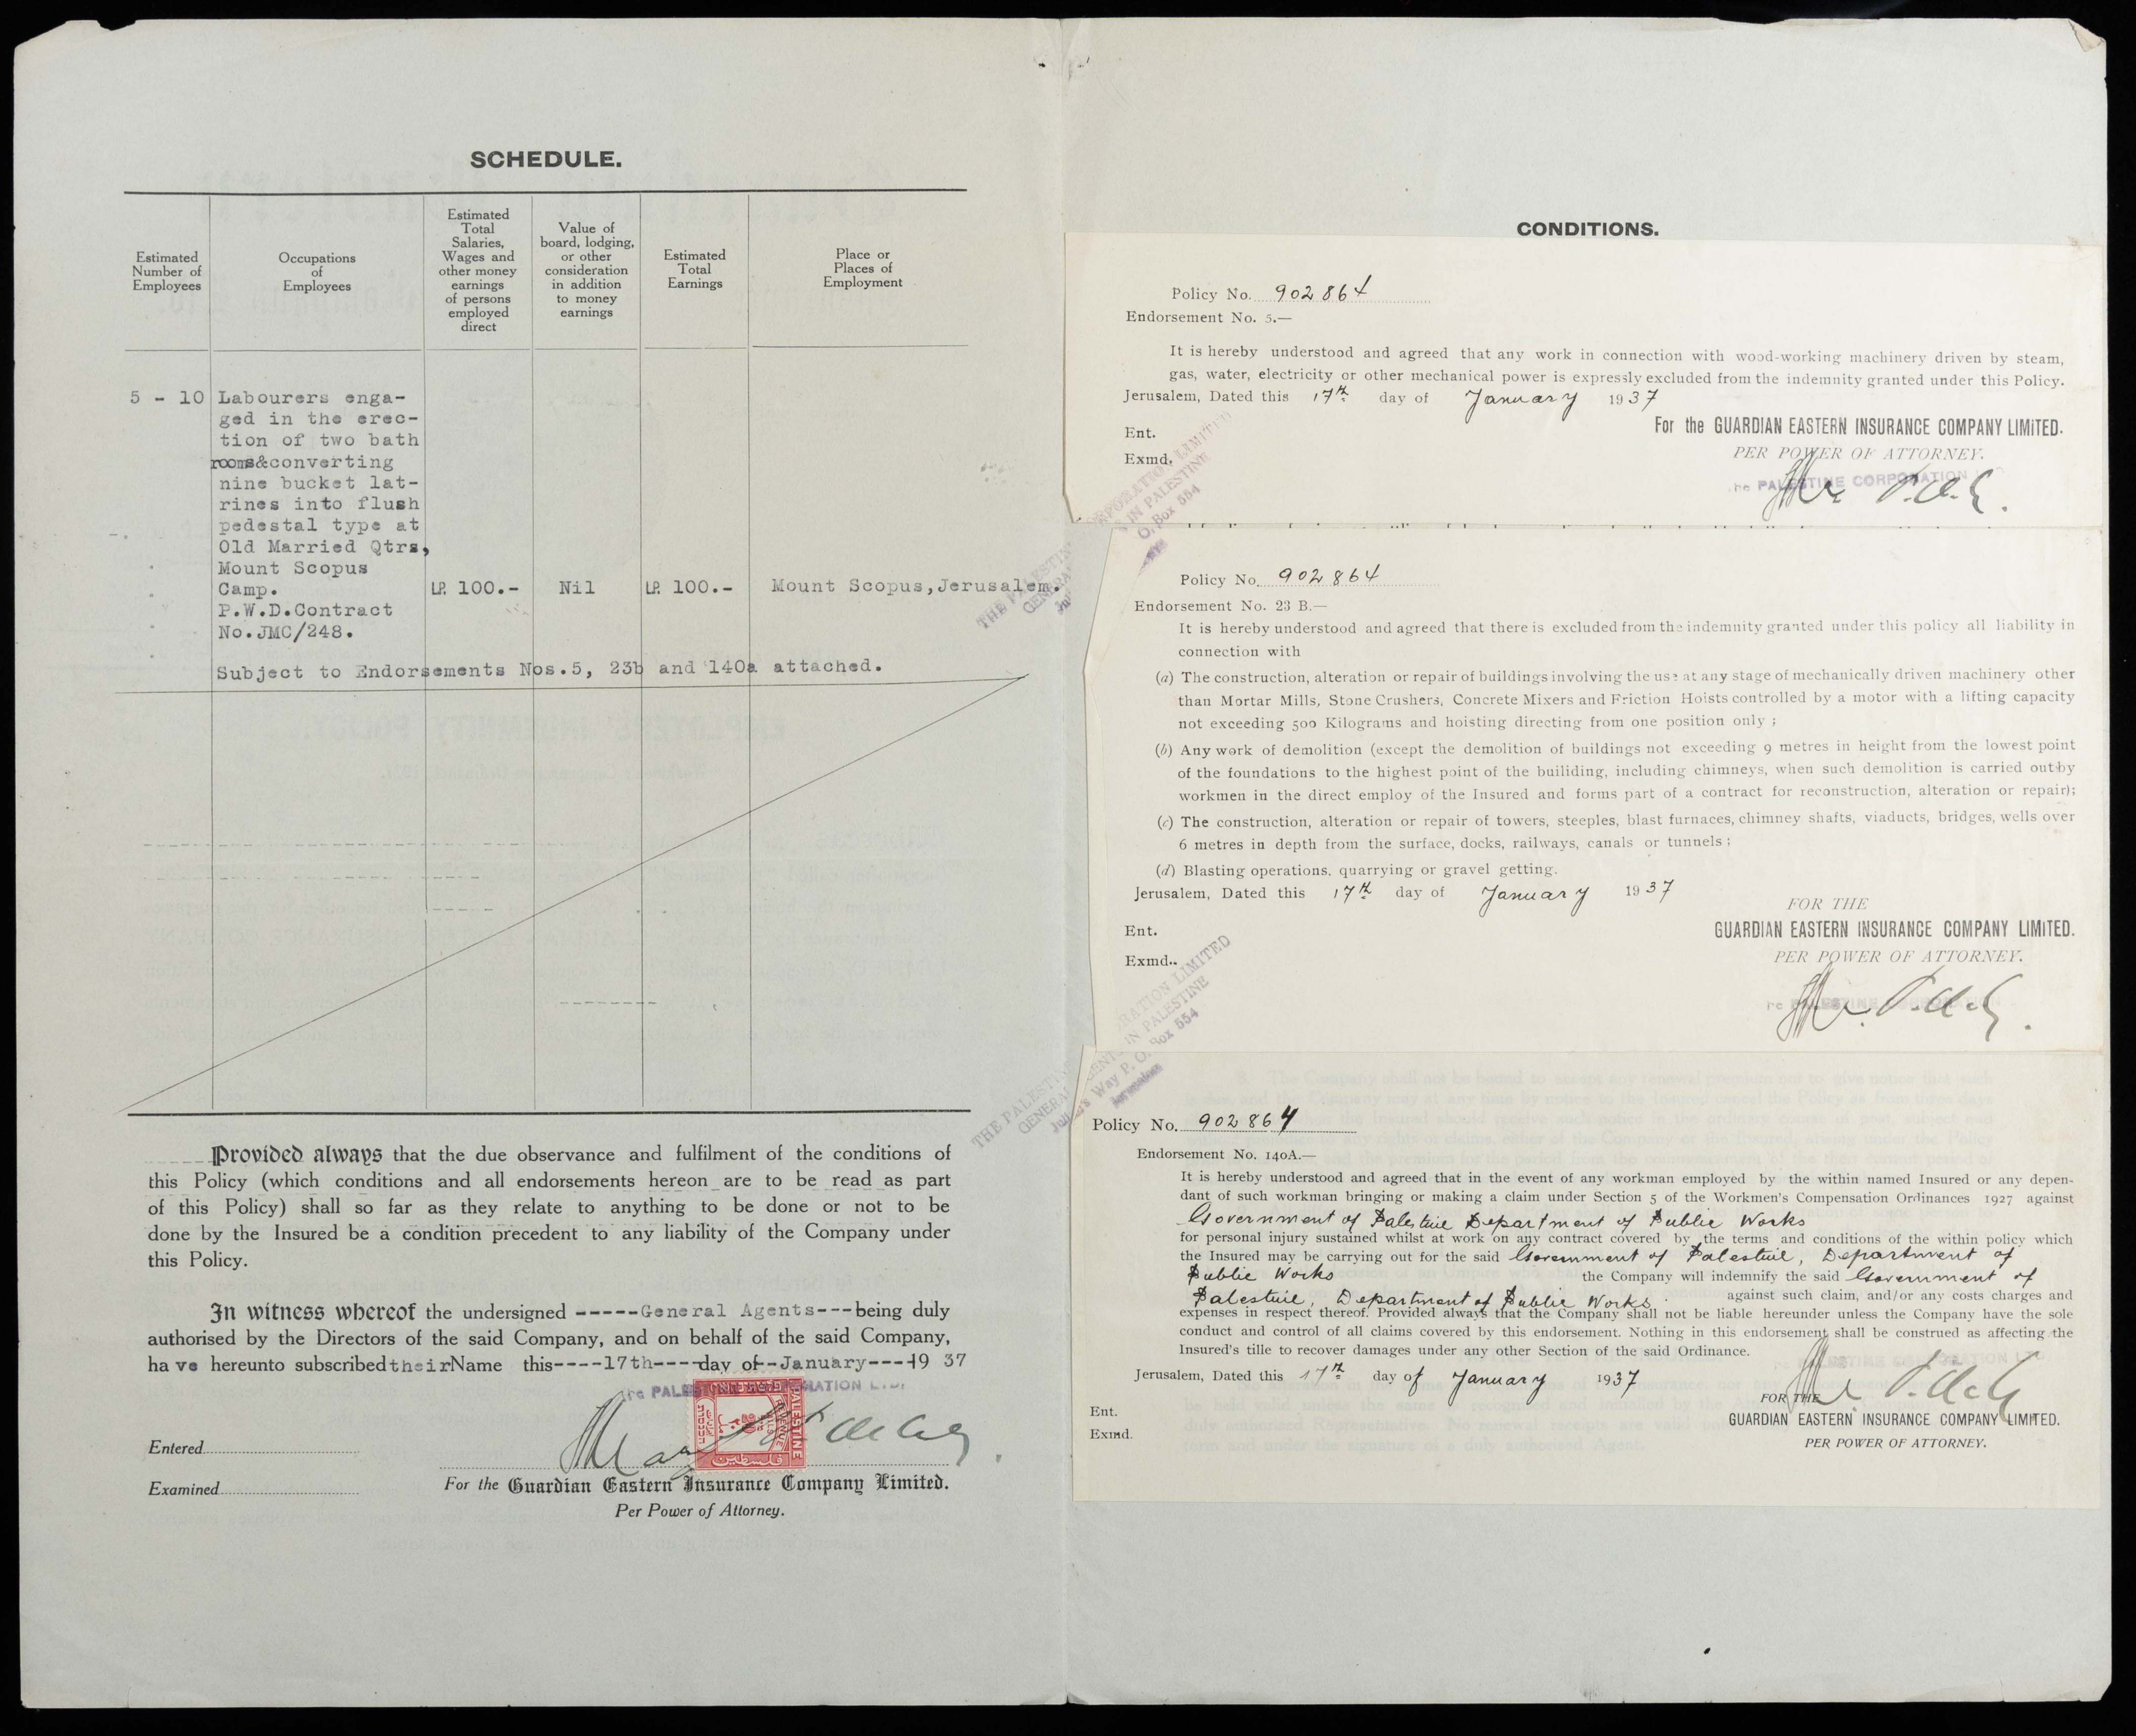 SCHEDULE.
Estimated
Number of
Employees
Occupations
of
Employees
Estimated
Total
Salaries,
Wages and
other money
earnings
of persons
employed
direct
Value of
board, lodging,
or other
consideration
in addition
to money
earnings
Estimated
Total
Earnings
Place or
Places of
Employment
5 - 10
Labourers enga-
ged in the erec-
tion of two bath
rooms&converting
nine bucket lat-
rines into flush
pedestal type at
Old Married Qtrs,
Mount Scopus
Camp. LP. 100.- Nil LP. 100.- Mount Scopus,Jerusalem.
P.W.D.Contract
No.JMC/248.
Subject to Endorsements Nos.5, 23b and 140a attached.
Provided always that the due observance and fulfilment of the conditions of
this Policy (which conditions and all endorsements hereon are to be read as part
of this Policy) shall so far as they relate to anything to be done or not to be
done by the Insured be a condition precedent to any liability of the Company under
this Policy.
In witness whereof the undersigned -----General Agents---being duly
authorised by the Directors of the said Company, and on behalf of the said Company,
ha ve hereunto subscribed their Name this----17th----day of--January----19 37
PALESTINE
فلسطين
Entered
Examined
For the Guardian Eastern Insurance Company Limited.
Per Power of Attorney.
CONDITIONS.
Policy No. 902864
Endorsement No. 5.—
It is hereby understood and agreed that any work in connection with wood-working machinery driven by steam,
gas, water, electricity or other mechanical power is expressly excluded from the indemnity granted under this Policy.
Jerusalem, Dated this 17th day of January 1937
For the GUARDIAN EASTERN INSURANCE COMPANY LIMITED.
Ent.
PER POWER OF ATTORNEY.
Exmd.
he PALESTINE CORPORATION
Policy No. 902864
Endorsement No. 23 B.—
It is hereby understood and agreed that there is excluded from the indemnity granted under this policy all liability in
connection with
(a) The construction, alteration or repair of buildings involving the use at any stage of mechanically driven machinery other
than Mortar Mills, Stone Crushers, Concrete Mixers and Friction Hoists controlled by a motor with a lifting capacity
not exceeding 500 Kilograms and hoisting directing from one position only ;
(b) Any work of demolition (except the demolition of buildings not exceeding 9 metres in height from the lowest point
of the foundations to the highest point of the builiding, including chimneys, when such demolition is carried out by
workmen in the direct employ of the Insured and forms part of a contract for reconstruction, alteration or repair);
(c) The construction, alteration or repair of towers, steeples, blast furnaces, chimney shafts, viaducts, bridges, wells over
6 metres in depth from the surface, docks, railways, canals or tunnels ;
(d) Blasting operations, quarrying or gravel getting.
Jerusalem, Dated this 17th day of January 1937
FOR THE
GUARDIAN EASTERN INSURANCE COMPANY LIMITED.
Ent.
PER POWER OF ATTORNEY.
Exmd..
Policy No. 902864
Endorsement No. 140A.—
It is hereby understood and agreed that in the event of any workman employed by the within named Insured or any depen-
dant of such workman bringing or making a claim under Section 5 of the Workmen's Compensation Ordinances 1927 against
Government of Palestine Department of Public Works
for personal injury sustained whilst at work on any contract covered by the terms and conditions of the within policy which
the Insured may be carrying out for the said Government of Palestine, Department of
Public Works the Company will indemnify the said Government of
Palestine, Department of Public Works against such claim, and/or any costs charges and
expenses in respect thereof. Provided always that the Company shall not be liable hereunder unless the Company have the sole
conduct and control of all claims covered by this endorsement. Nothing in this endorsement shall be construed as affecting the
Insured's tille to recover damages under any other Section of the said Ordinance.
Jerusalem, Dated this 17th day of January 1937
FOR THE
Ent.
GUARDIAN EASTERN INSURANCE COMPANY LIMITED.
Exmd.
PER POWER OF ATTORNEY.